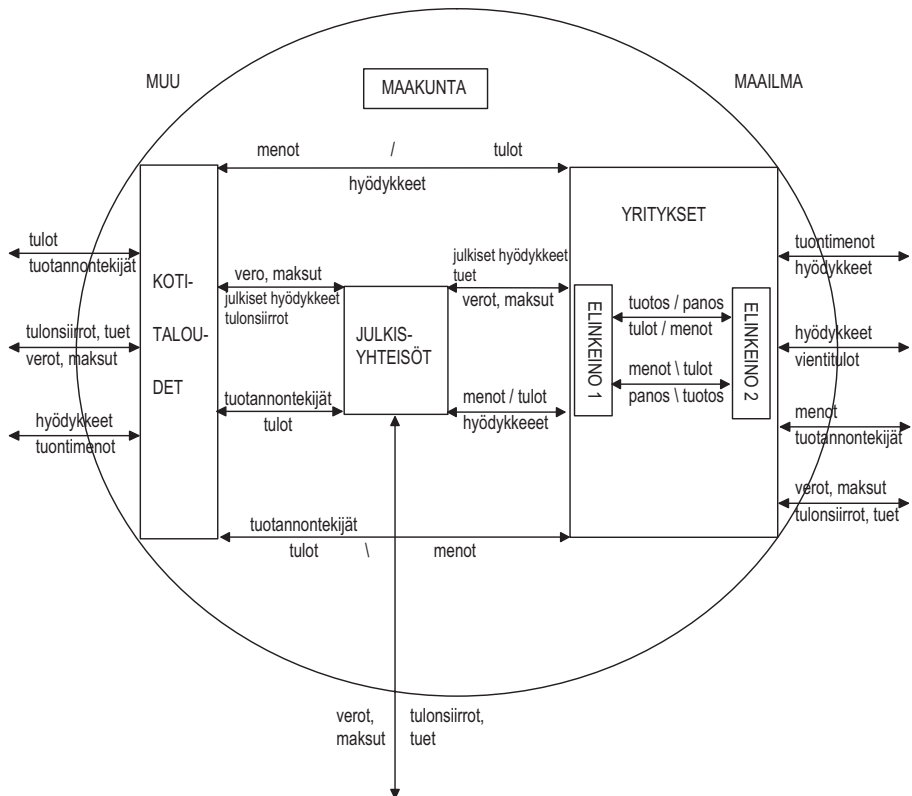 MUU
MAAKUNTA
MAAILMA
menot / tulot
hyödykkeet
YRITYKSET
tulot
tuotannontekijät
tulonsiirrot, tuet
verot, maksut
hyödykkeet
tuontimenot
KOTI-
TALOU-
DET
vero, maksut
julkiset hyödykkeet
tulonsiirrot
tuotannontekijät
tulot
JULKIS-
YHTEISÖT
julkiset hyödykkeet
tuet
verot, maksut
menot / tulot
hyödykkeeet
ELINKEINO 1
tuotos / panos
tulot / menot
menot \ tulot
panos \ tuotos
ELINKEINO 2
tuontimenot
hyödykkeet
hyödykkeet
vientitulot
menot
tuotannontekijät
verot, maksut
tulonsiirrot, tuet
tuotannontekijät
tulot \ menot
verot,
maksut
tulonsiirrot,
tuet